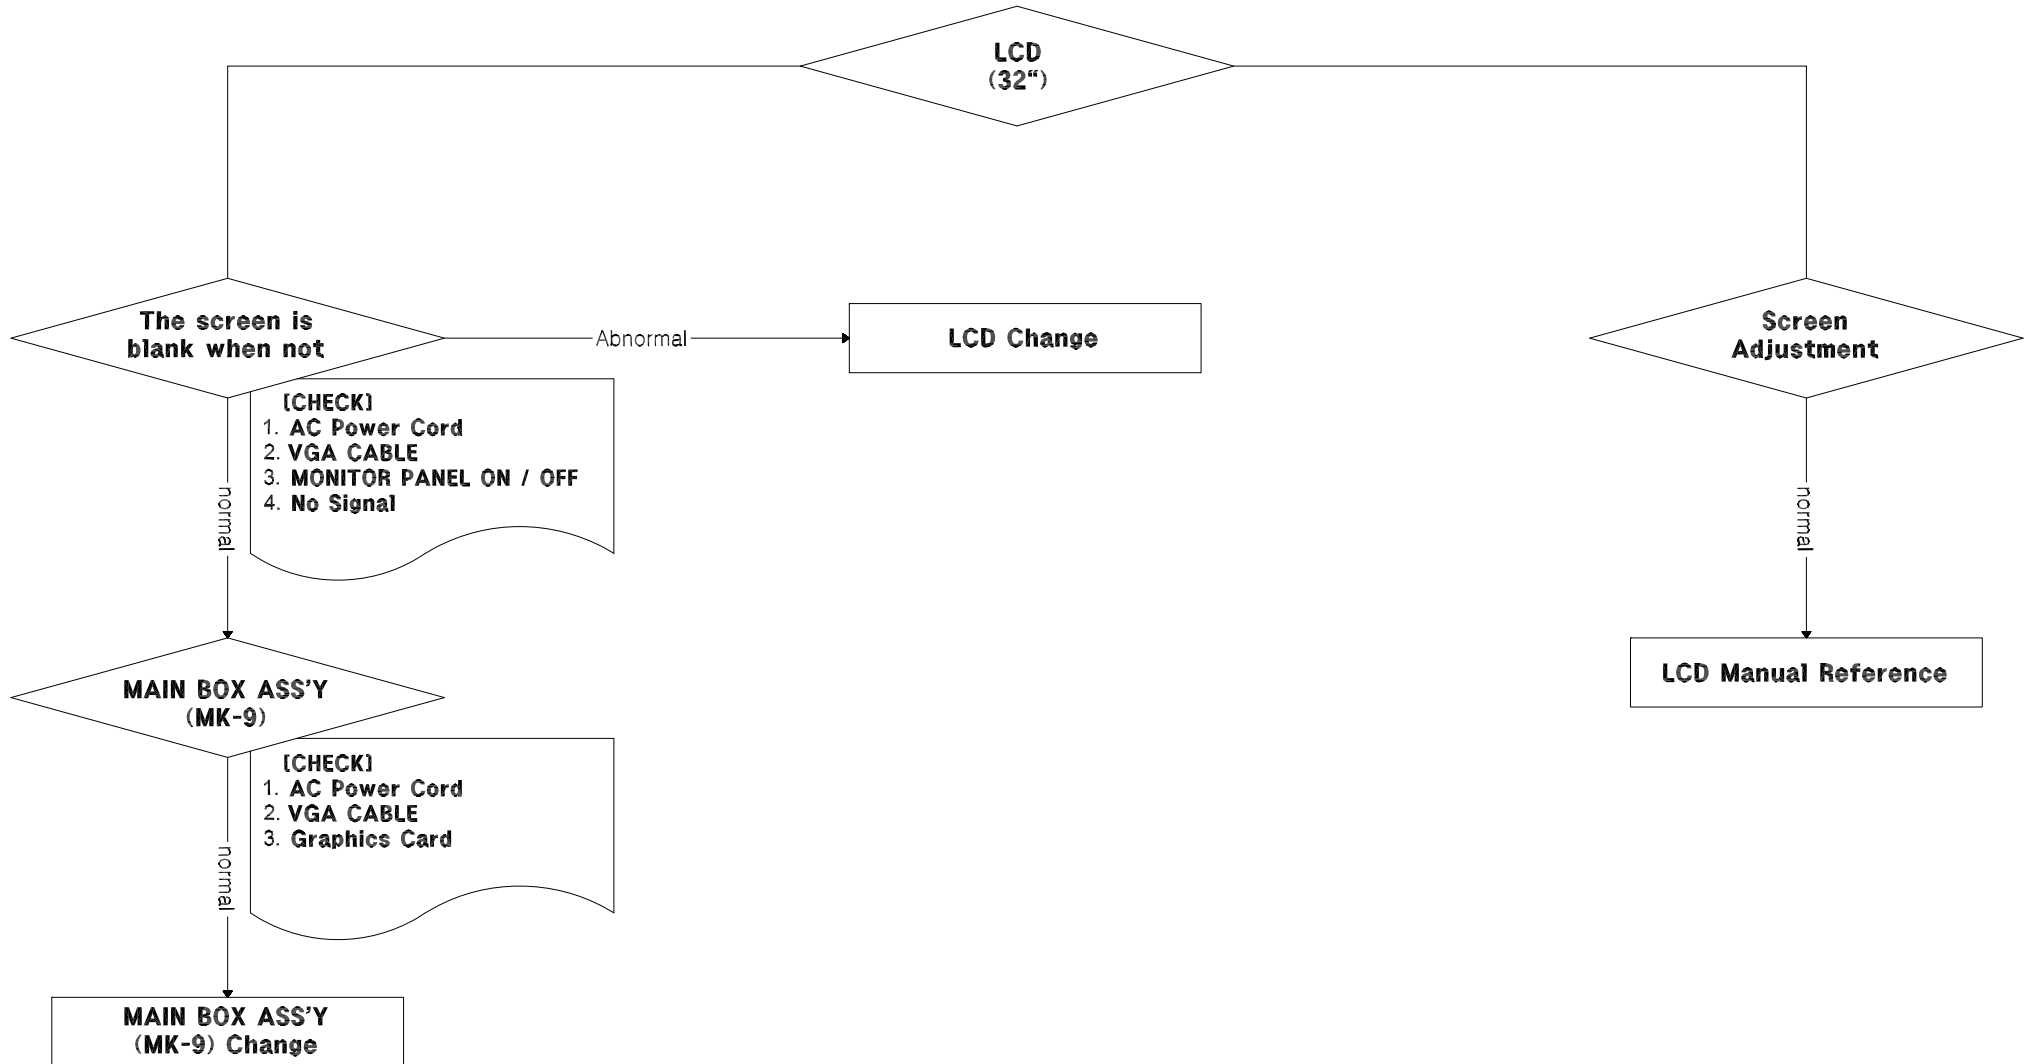 LCD
(32“)
The screen is
blank when not
Abnormal
LCD Change
Screen
Adjustment
[CHECK]
1. AC Power Cord
2. VGA CABLE
3. MONITOR PANEL ON / OFF
4. No Signal
normal
normal
MAIN BOX ASS'Y
(MK-9)
LCD Manual Reference
[CHECK]
1. AC Power Cord
2. VGA CABLE
3. Graphics Card
normal
MAIN BOX ASS'Y
(MK-9) Change